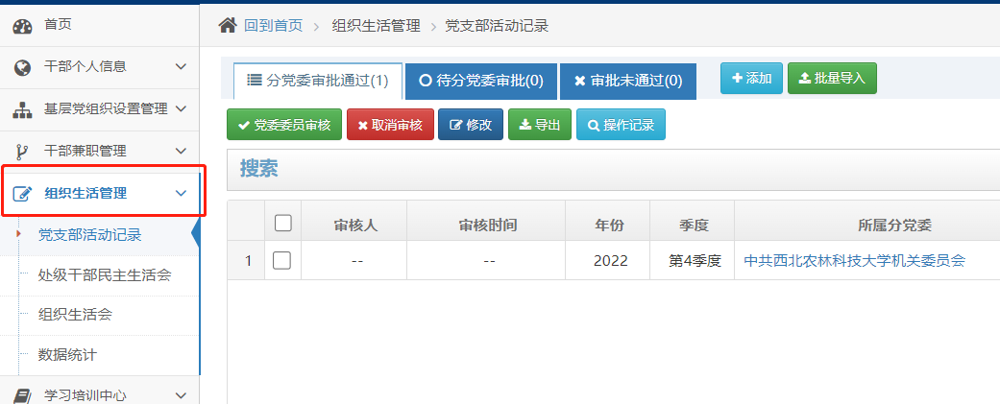 首页
回到首页 组织生活管理 党支部活动记录
干部个人信息
基层党组织设置管理
干部兼职管理
组织生活管理
党支部活动记录
处级干部民主生活会
组织生活会
数据统计
学习培训中心
分党委审批通过(1) 待分党委审批(0) 审批未通过(0) 添加 批量导入
党委委员审核 取消审核 修改 导出 操作记录
搜索
审核人 审核时间 年份 季度 所属分党委
1 -- -- 2022 第4季度 中共西北农林科技大学机关委员会